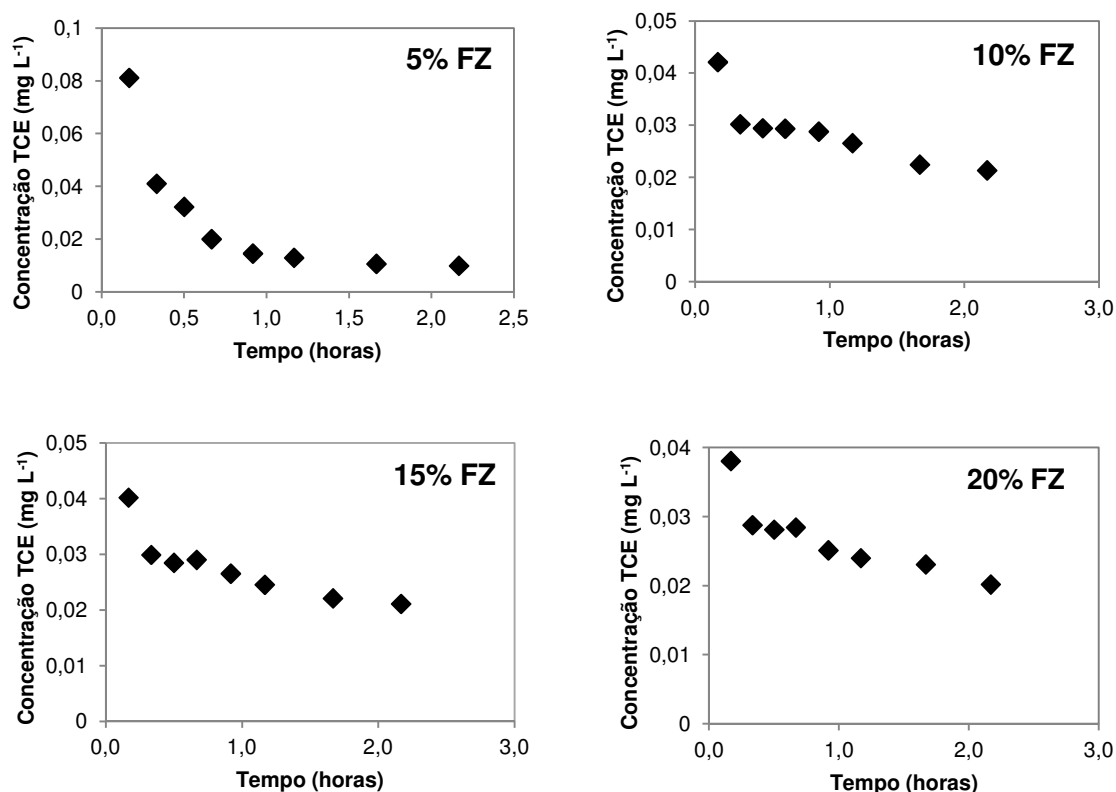 5% FZ
Concentração TCE (mg L⁻¹)
0,1
0,08
0,06
0,04
0,02
0
0,0 0,5 1,0 1,5 2,0 2,5
Tempo (horas)
10% FZ
Concentração TCE (mg L⁻¹)
0,05
0,04
0,03
0,02
0,01
0
0,0 1,0 2,0 3,0
Tempo (horas)
15% FZ
Concentração TCE (mg L⁻¹)
0,05
0,04
0,03
0,02
0,01
0
0,0 1,0 2,0 3,0
Tempo (horas)
20% FZ
Concentração TCE (mg L⁻¹)
0,04
0,03
0,02
0,01
0
0,0 1,0 2,0 3,0
Tempo (horas)